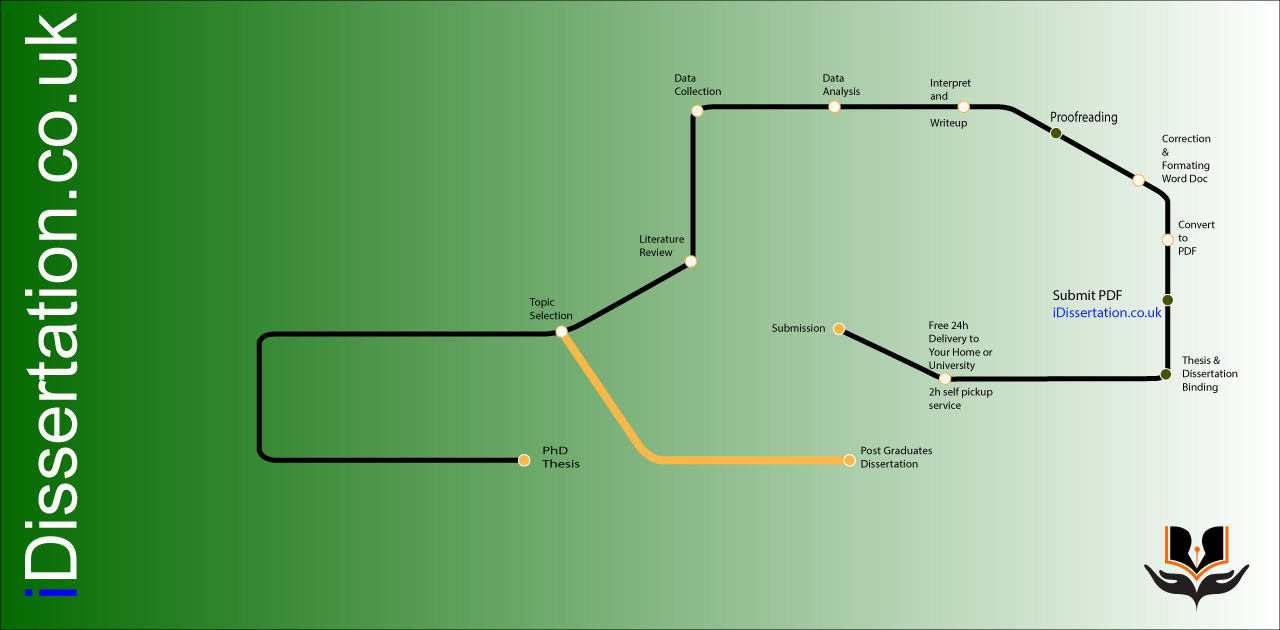 iDissertation.co.uk
Data
Collection
Data
Analysis
Interpret
and
Writeup
Proofreading
Correction
&
Formating
Word Doc
Convert
to
PDF
Literature
Review
Submit PDF
iDissertation.co.uk
Topic
Selection
Submission
Free 24h
Delivery to
Your Home or
University
2h self pickup
service
Thesis &
Dissertation
Binding
PhD
Thesis
Post Graduates
Dissertation